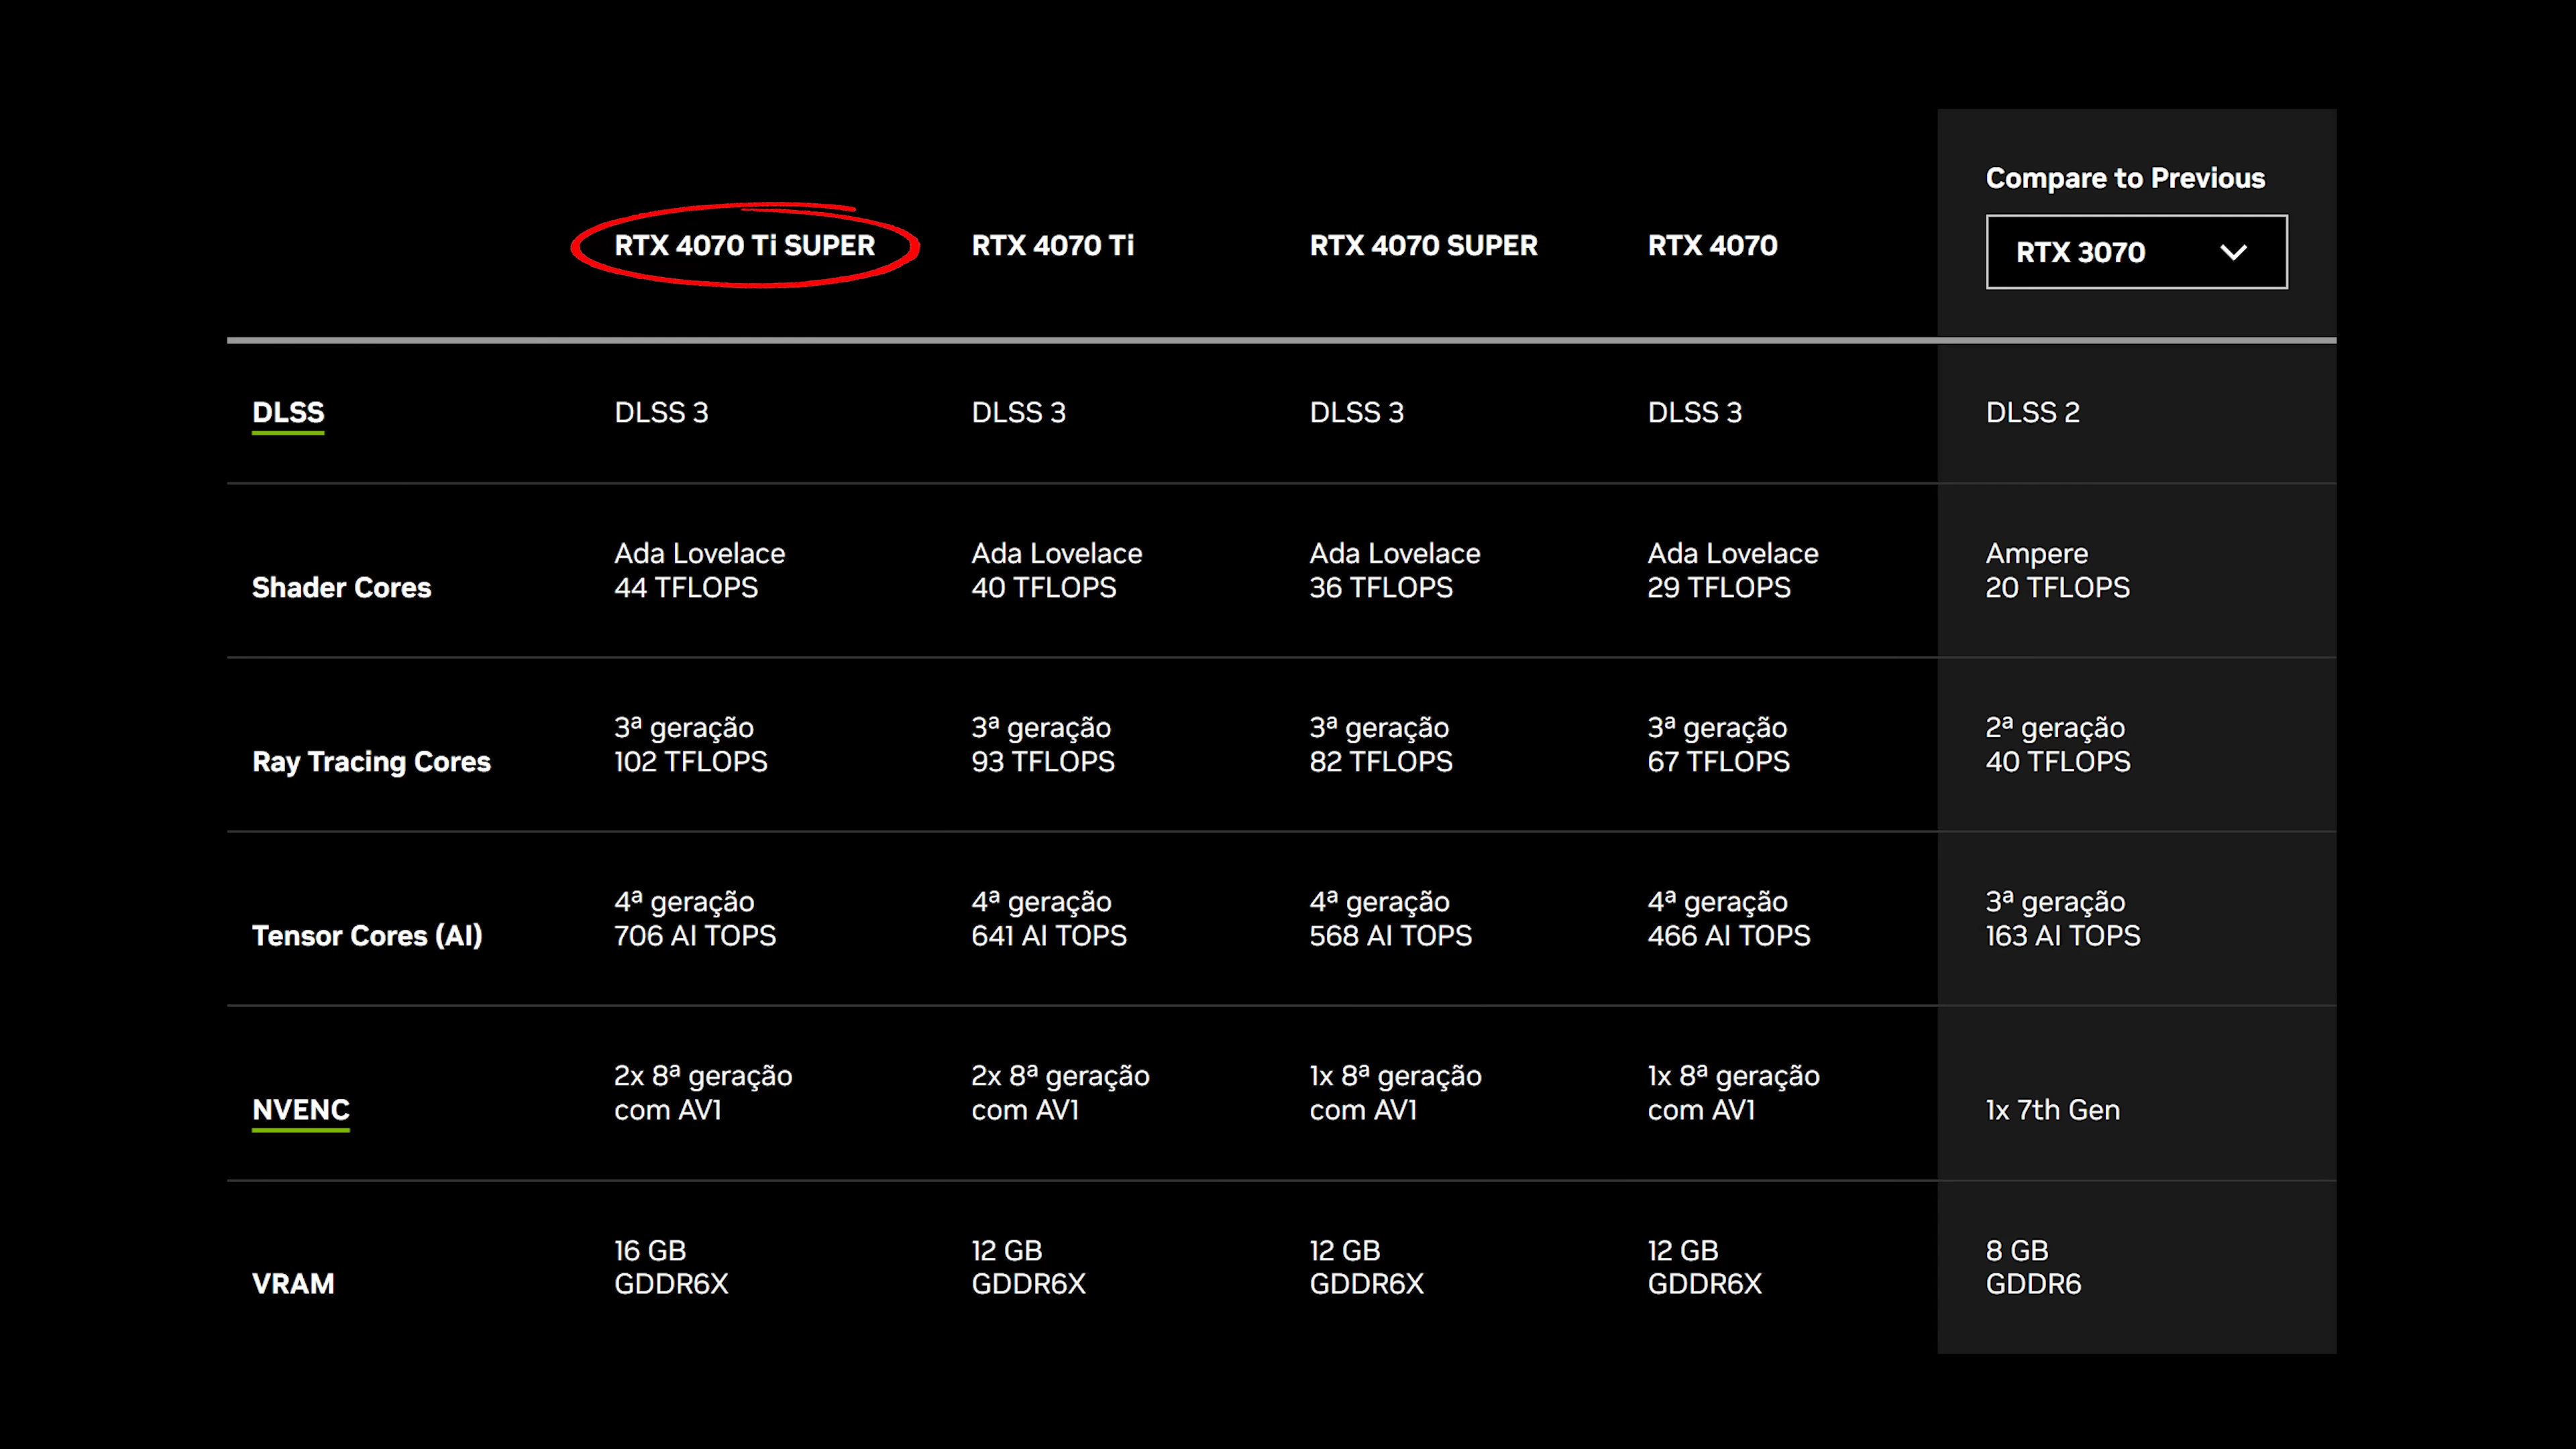 Compare to Previous
RTX 4070 Ti SUPER RTX 4070 Ti RTX 4070 SUPER RTX 4070 RTX 3070
DLSS DLSS 3 DLSS 3 DLSS 3 DLSS 3 DLSS 2
Ada Lovelace Ada Lovelace Ada Lovelace Ada Lovelace Ampere
Shader Cores 44 TFLOPS 40 TFLOPS 36 TFLOPS 29 TFLOPS 20 TFLOPS
3ª geração 3ª geração 3ª geração 3ª geração 2ª geração
Ray Tracing Cores 102 TFLOPS 93 TFLOPS 82 TFLOPS 67 TFLOPS 40 TFLOPS
4ª geração 4ª geração 4ª geração 4ª geração 3ª geração
Tensor Cores (AI) 706 AI TOPS 641 AI TOPS 568 AI TOPS 466 AI TOPS 163 AI TOPS
2x 8ª geração 2x 8ª geração 1x 8ª geração 1x 8ª geração
NVENC com AV1 com AV1 com AV1 com AV1 1x 7th Gen
16 GB 12 GB 12 GB 12 GB 8 GB
VRAM GDDR6X GDDR6X GDDR6X GDDR6X GDDR6